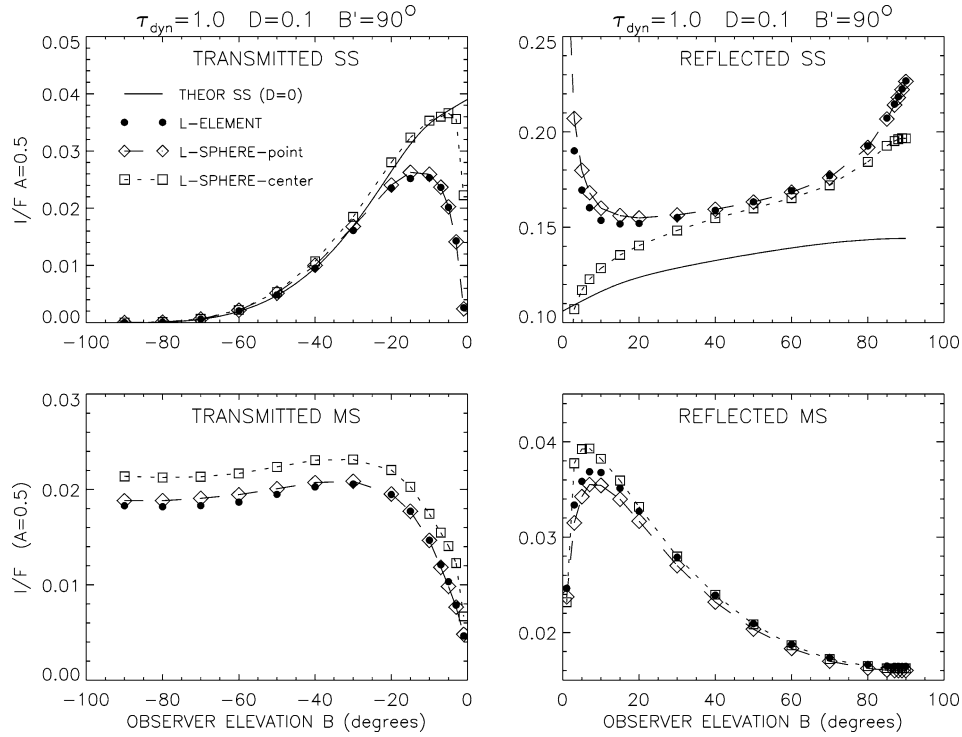 τdyn=1.0 D=0.1 B'=90°
τdyn=1.0 D=0.1 B'=90°
TRANSMITTED SS
THEOR SS (D=0)
L-ELEMENT
L-SPHERE-point
L-SPHERE-center
I/F A=0.5
0.05
0.04
0.03
0.02
0.01
0.00
-100 -80 -60 -40 -20 0
REFLECTED SS
0.25
0.20
0.15
0.10
0 20 40 60 80 100
TRANSMITTED MS
I/F (A=0.5)
0.03
0.02
0.01
0.00
-100 -80 -60 -40 -20 0
OBSERVER ELEVATION B (degrees)
REFLECTED MS
0.04
0.03
0.02
0 20 40 60 80 100
OBSERVER ELEVATION B (degrees)